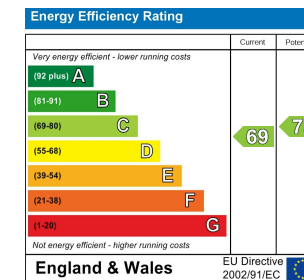 Energy Efficiency Rating
Current
Very energy efficient - lower running costs
(92 plus) A
(81-91) B
(69-80) C
(55-68) D
(39-54) E
(21-38) F
(1-20) G
69
Not energy efficient - higher running costs
England & Wales
EU Directive
2002/91/EC